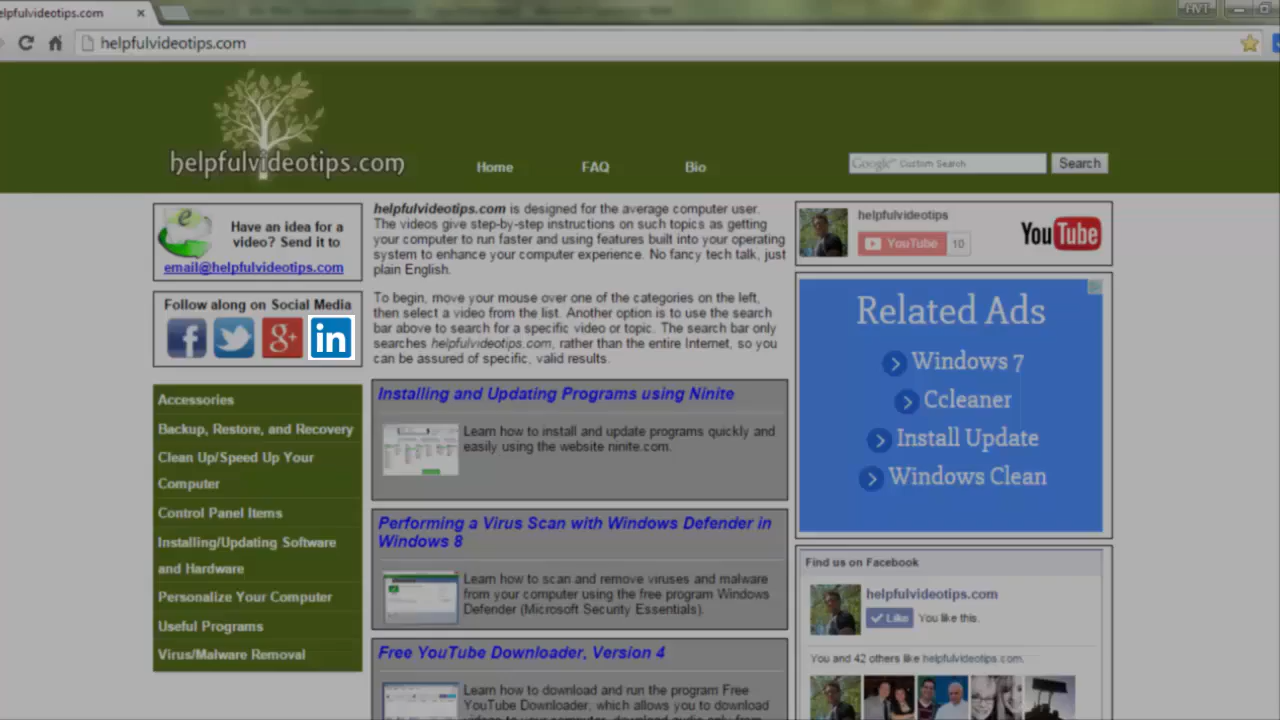 elpfulvideotips.com
HVT
helpfulvideotips.com
helpfulvideotips.com
Home
FAQ
Bio
Google™ Custom Search
Search
Have an idea for a
video? Send it to
email@helpfulvideotips.com
Follow along on Social Media
f
g+
in
Accessories
Backup, Restore, and Recovery
Clean Up/Speed Up Your
Computer
Control Panel Items
Installing/Updating Software
and Hardware
Personalize Your Computer
Useful Programs
Virus/Malware Removal
helpfulvideotips.com is designed for the average computer user.
The videos give step-by-step instructions on such topics as getting
your computer to run faster and using features built into your operating
system to enhance your computer experience. No fancy tech talk, just
plain English.
To begin, move your mouse over one of the categories on the left,
then select a video from the list. Another option is to use the search
bar above to search for a specific video or topic. The search bar only
searches helpfulvideotips.com, rather than the entire Internet, so you
can be assured of specific, valid results.
Installing and Updating Programs using Ninite
Learn how to install and update programs quickly and
easily using the website ninite.com.
Performing a Virus Scan with Windows Defender in
Windows 8
Learn how to scan and remove viruses and malware
from your computer using the free program Windows
Defender (Microsoft Security Essentials).
Free YouTube Downloader, Version 4
Learn how to download and run the program Free
YouTube Downloader, which allows you to download
videos to your computer, download audio only from
helpfulvideotips
YouTube 10
YouTube
Related Ads
Windows 7
Ccleaner
Install Update
Windows Clean
Find us on Facebook
helpfulvideotips.com
Like You like this.
You and 42 others like helpfulvideotips.com.